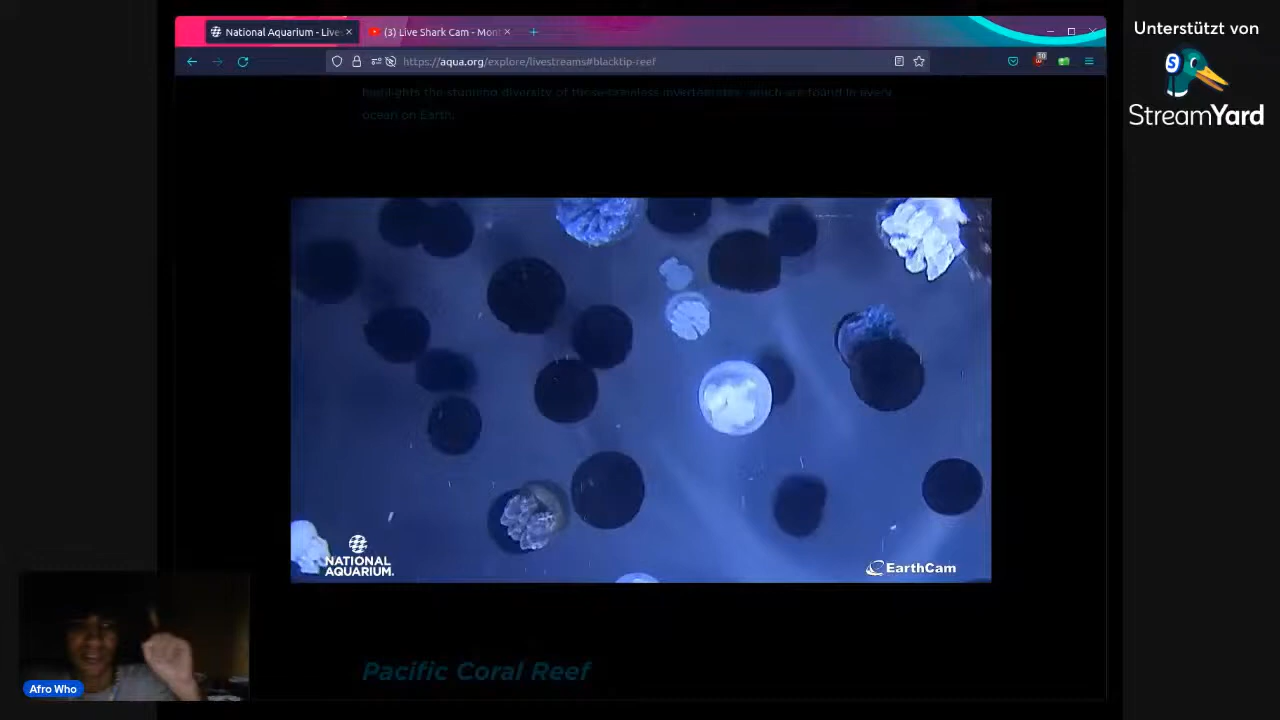 National Aquarium - Live
(3) Live Shark Cam - Mon
https://aqua.org/explore/livestreams#blacktip-reef
Unterstützt von
StreamYard
highlights the stunning diversity of these seamless invertebrates, which are found in every
ocean on Earth.
NATIONAL
AQUARIUM.
EarthCam
Pacific Coral Reef
Afro Who